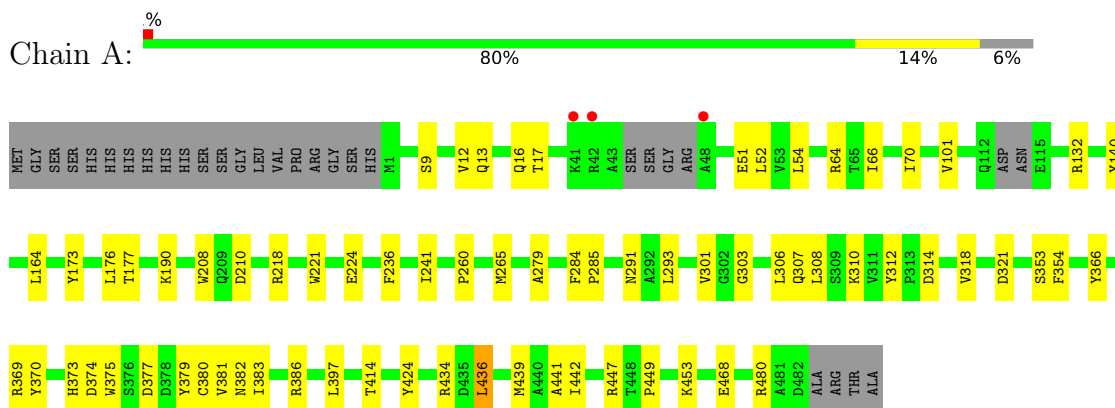 1%
Chain A:
80% 14% 6%
MET GLY SER SER HIS HIS HIS HIS HIS HIS SER SER GLY LEU VAL PRO ARG GLY SER HIS M1 S9 V12 Q13 Q16 T17 K41 R42 A43 SER SER GLY ARG A48 E51 L52 V53 L54 R64 T65 I66 I70 V101 Q112 ASP ASN E115 R132 Y140
L164 Y173 L176 T177 K190 W208 Q209 D210 R218 W221 E224 F236 I241 P260 M265 A279 F284 P285 N291 A292 L293 V301 G302 G303 L306 Q307 L308 S309 K310 V311 Y312 P313 D314 V318 D321 S353 F354 Y366
R369 Y370 H373 D374 W375 S376 D377 D378 Y379 C380 V381 N382 I383 R386 L397 T414 Y424 R434 D435 L436 M439 A440 A441 I442 R447 T448 P449 K453 E468 R480 A481 D482 ALA ARG THR ALA